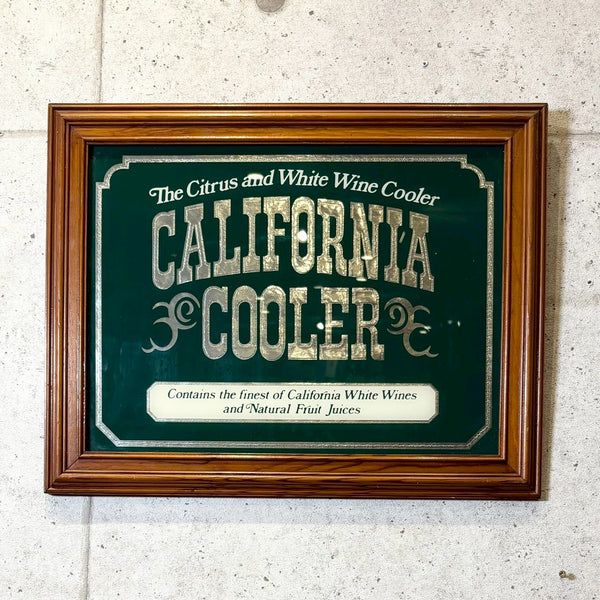 The Citrus and White Wine Cooler
CALIFORNIA
COOLER
Contains the finest of California White Wines
and Natural Fruit Juices